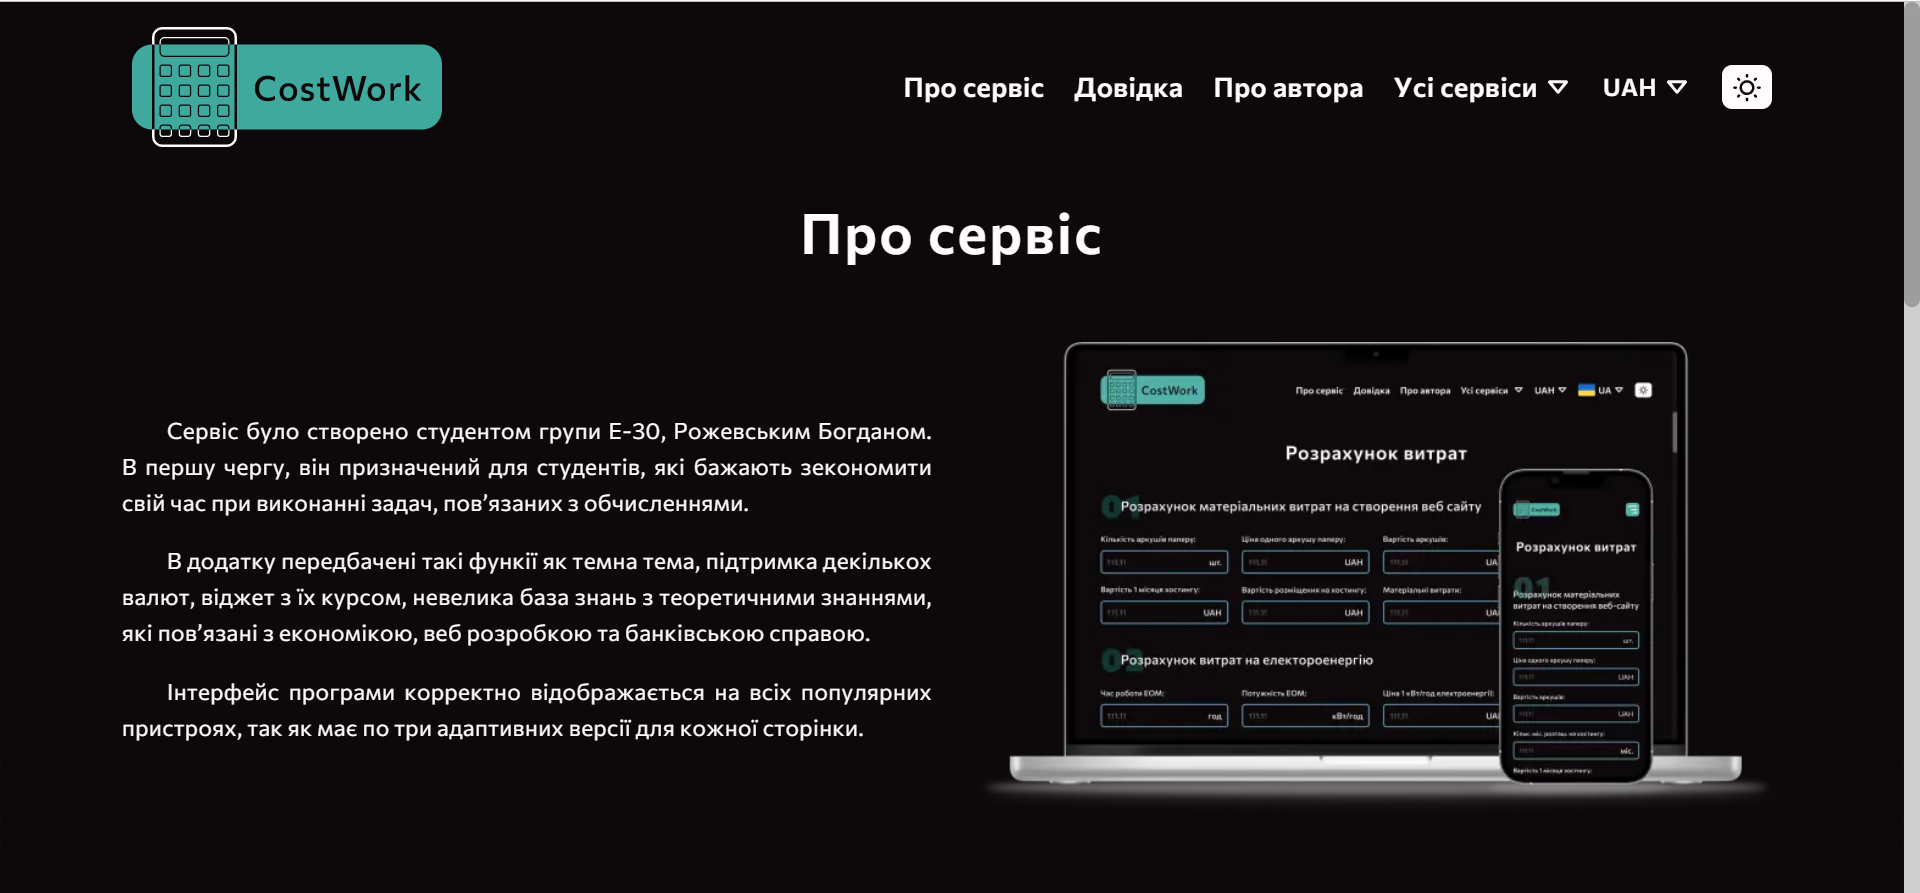 CostWork
Про сервіс Довідка Про автора Усі сервіси UAH
Про сервіс
Сервіс було створено студентом групи Е-30, Рожевським Богданом.
В першу чергу, він призначений для студентів, які бажають зекономити
свій час при виконанні задач, пов’язаних з обчисленнями.
В додатку передбачені такі функії як темна тема, підтримка декількох
валют, віджет з їх курсом, невелика база знань з теоретичними знаннями,
які пов’язані з економікою, веб розробкою та банківською справою.
Інтерфейс програми корректно відображається на всіх популярних
пристроях, так як має по три адаптивних версії для кожної сторінки.
CostWork
Про сервіс Довідка Про автора Усі сервіси UAH UA
Розрахунок витрат
01
Розрахунок матеріальних витрат на створення веб сайту
Кількість аркушів паперу: Ціна одного аркушу паперу: Вартість аркушів:
шт. UAH
Вартість 1 місяця хостингу: Вартість розміщення на хостингу: Матеріальні витрати:
UAH UAH
02
Розрахунок витрат на електороенергію
Час роботи ЕОМ: Потужність ЕОМ: Ціна 1 кВт/год електроенергії:
год кВт/год
CostWork
Розрахунок витрат
01
Розрахунок матеріальних
витрат на створення веб-сайту
Кількість аркушів паперу:
шт.
Ціна одного аркушу паперу:
UAH
Вартість аркушів:
UAH
Кільк. міс. розташ. на хостингу:
міс.
Вартість 1 місяця хостингу: